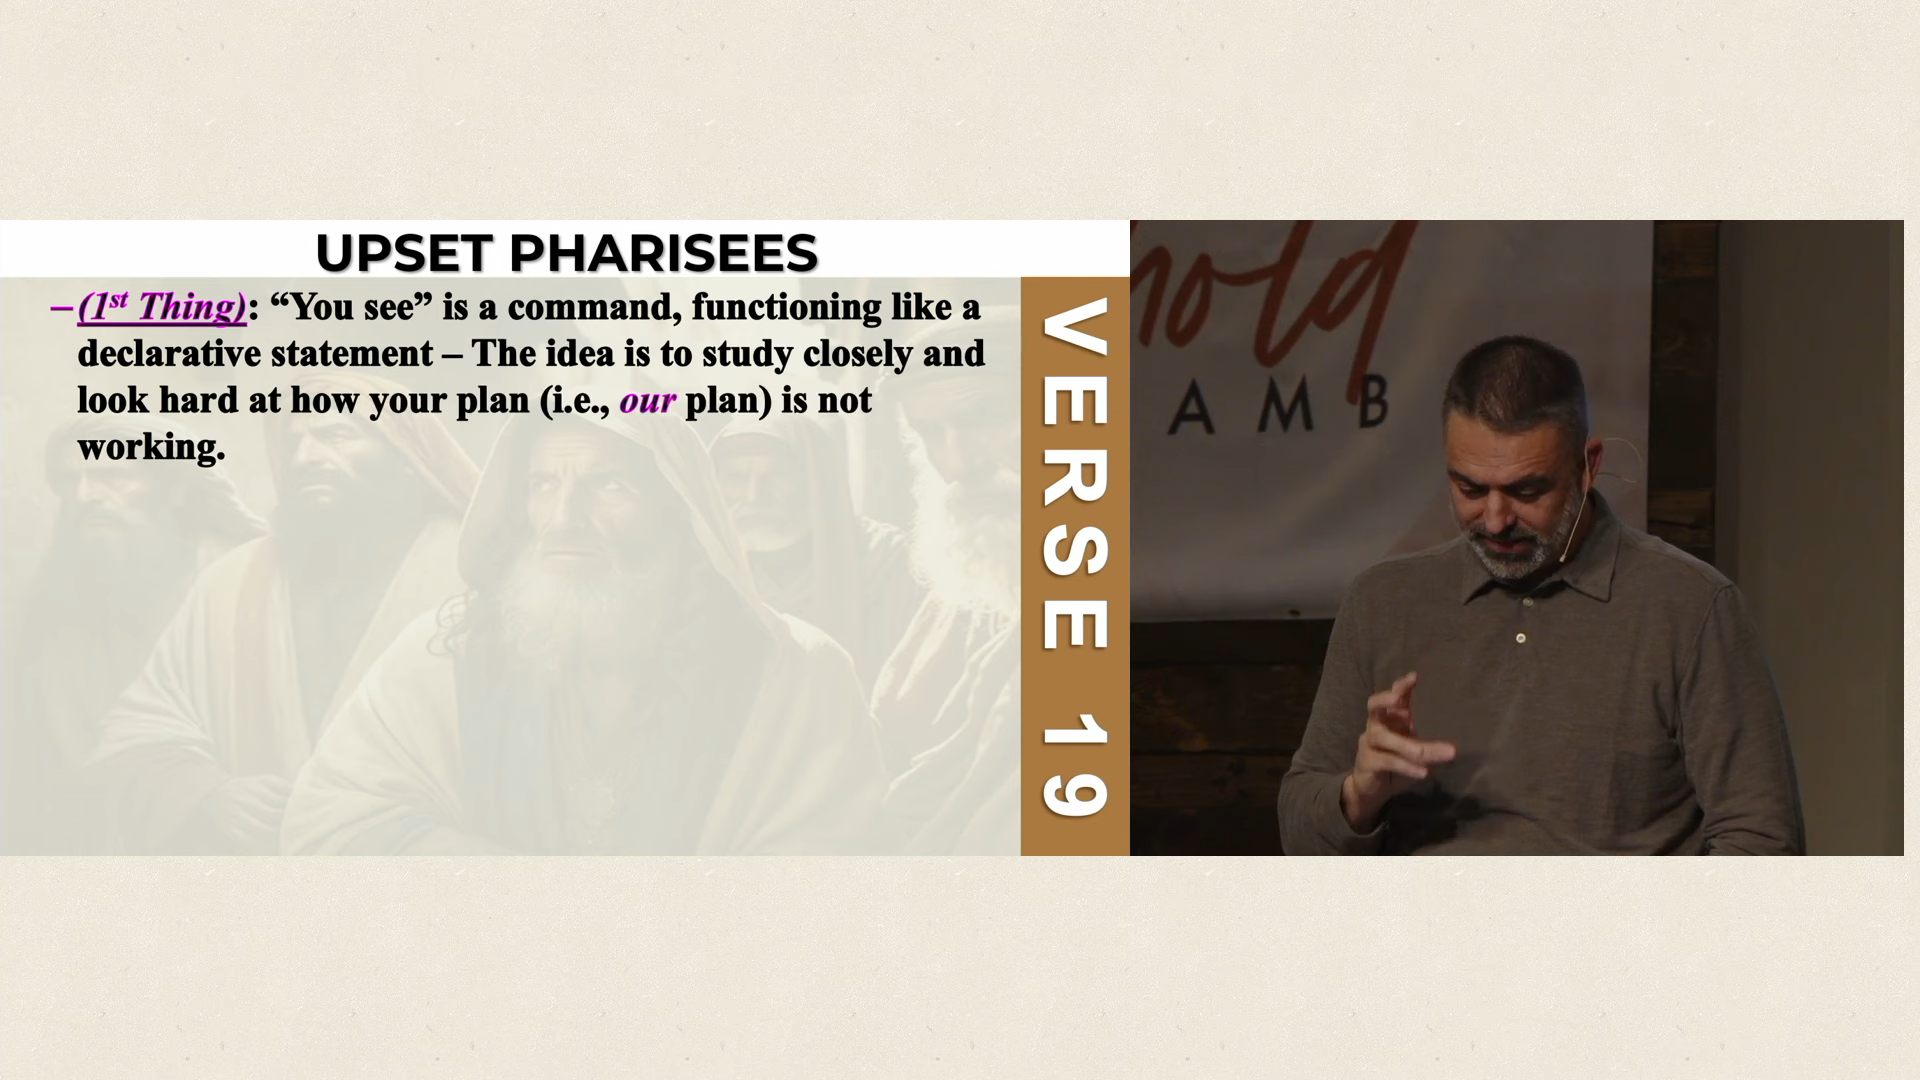 UPSET PHARISEES
–(1st Thing): “You see” is a command, functioning like a
declarative statement – The idea is to study closely and
look hard at how your plan (i.e., our plan) is not
working.
VERSE 19
hold
AMB